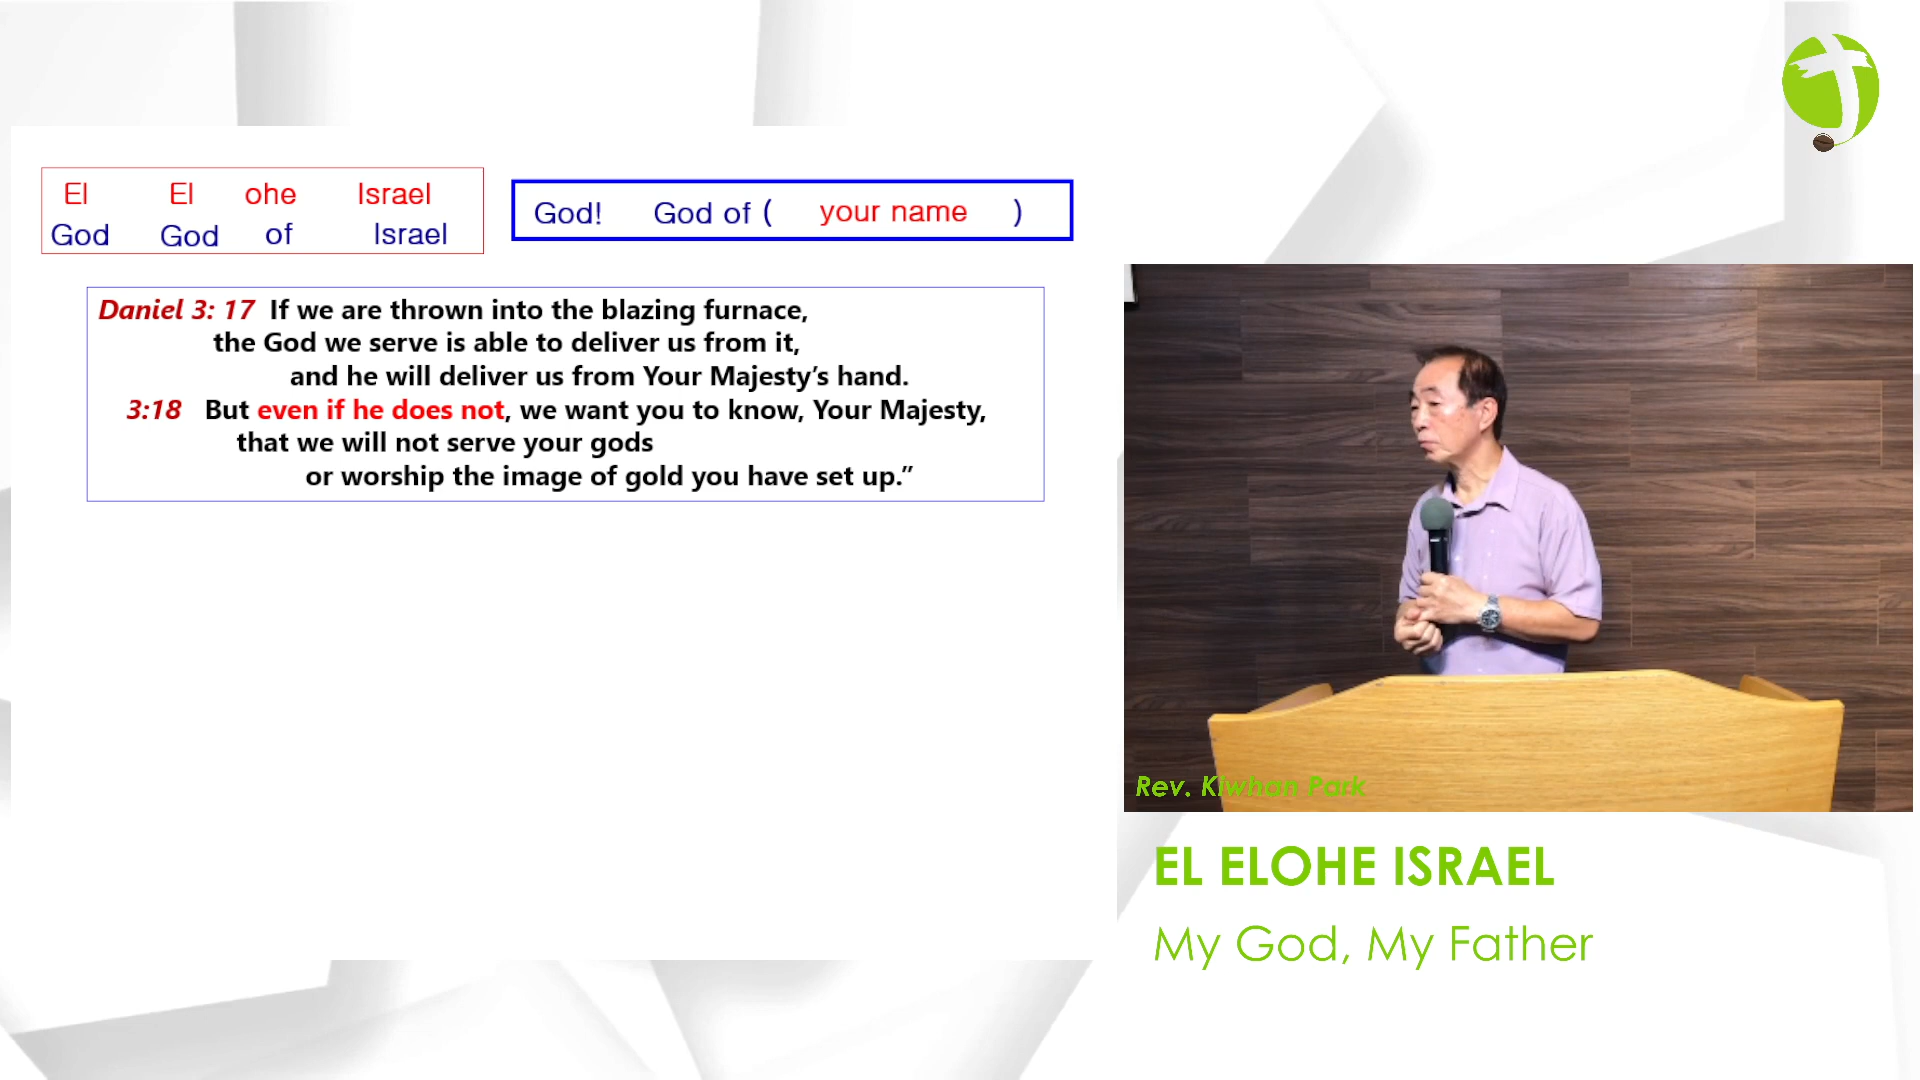 El El ohe Israel
God God of Israel
God! God of ( your name )
Daniel 3: 17 If we are thrown into the blazing furnace,
the God we serve is able to deliver us from it,
and he will deliver us from Your Majesty’s hand.
3:18 But even if he does not, we want you to know, Your Majesty,
that we will not serve your gods
or worship the image of gold you have set up.”
Rev. Kiwhan Park
EL ELOHE ISRAEL
My God, My Father